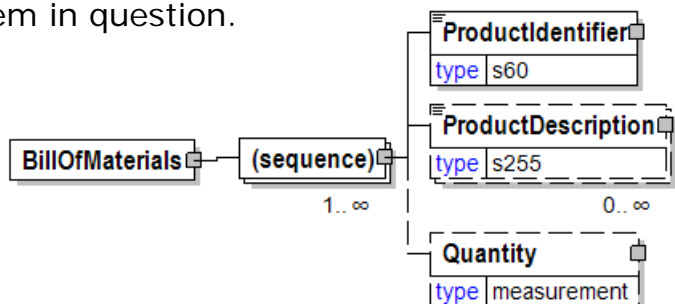 em in question.
ProductIdentifier
type s60
ProductDescription
type s255
BillOfMaterials
(sequence)
1.. ∞
0.. ∞
Quantity
type measurement